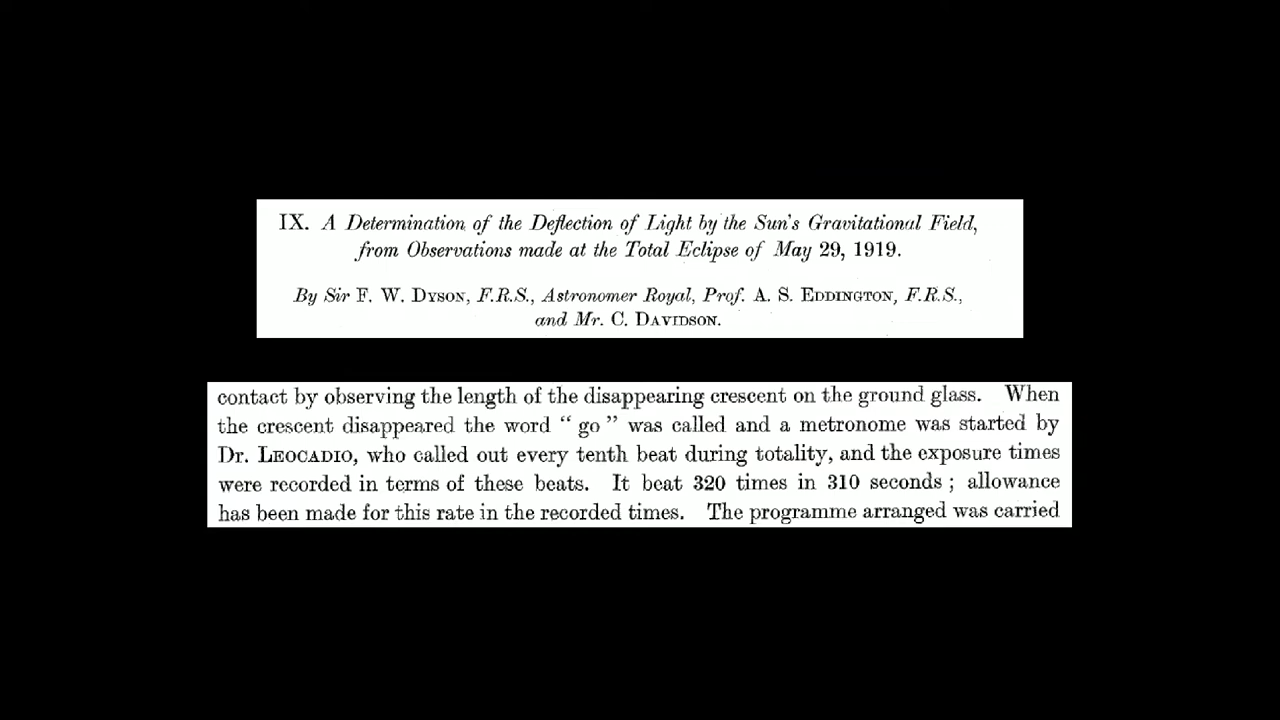 IX. A Determination of the Deflection of Light by the Sun's Gravitational Field,
from Observations made at the Total Eclipse of May 29, 1919.
By Sir F. W. Dyson, F.R.S., Astronomer Royal, Prof. A. S. Eddington, F.R.S.,
and Mr. C. Davidson.
contact by observing the length of the disappearing crescent on the ground glass. When
the crescent disappeared the word “ go ” was called and a metronome was started by
Dr. Leocadio, who called out every tenth beat during totality, and the exposure times
were recorded in terms of these beats. It beat 320 times in 310 seconds ; allowance
has been made for this rate in the recorded times. The programme arranged was carried